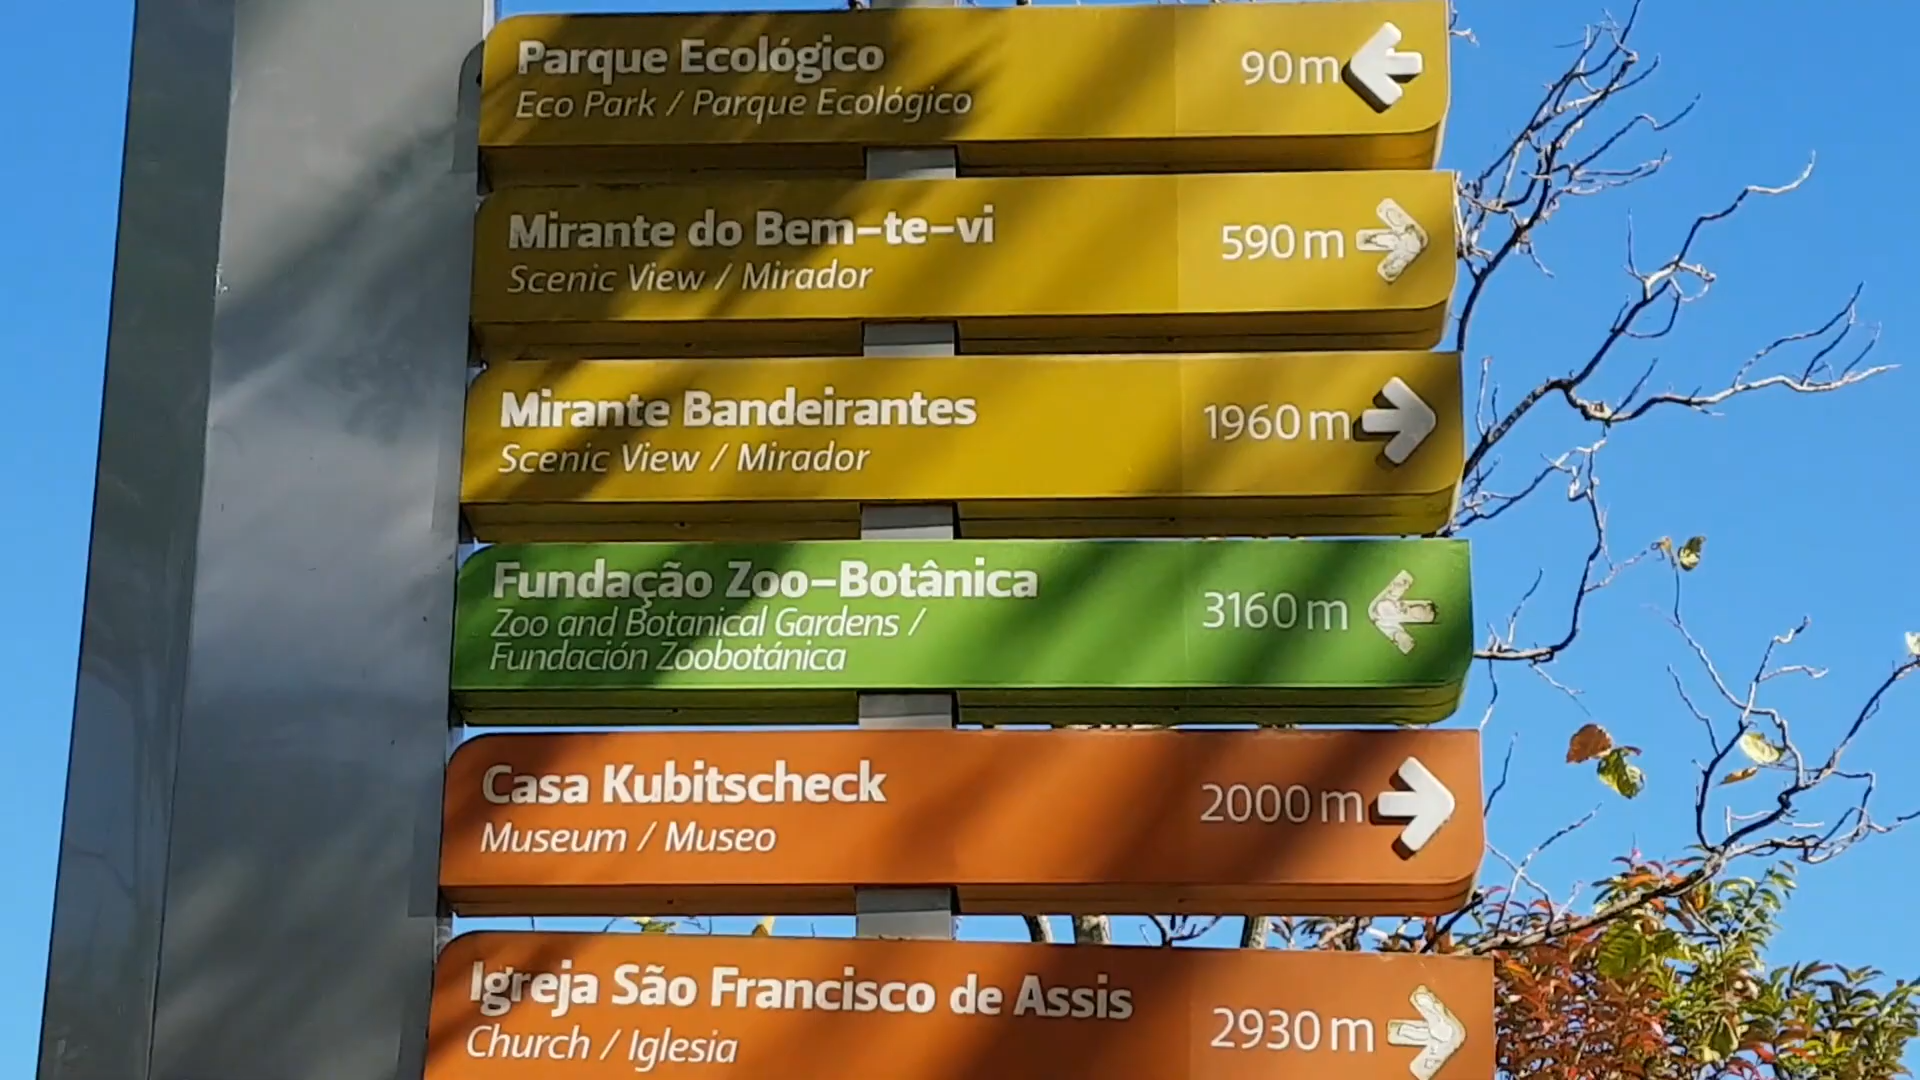 Parque Ecológico 90m
Eco Park / Parque Ecológico
Mirante do Bem-te-vi 590m
Scenic View / Mirador
Mirante Bandeirantes 1960m
Scenic View / Mirador
Fundação Zoo-Botânica 3160m
Zoo and Botanical Gardens /
Fundación Zoobotánica
Casa Kubitscheck 2000m
Museum / Museo
Igreja São Francisco de Assis 2930m
Church / Iglesia